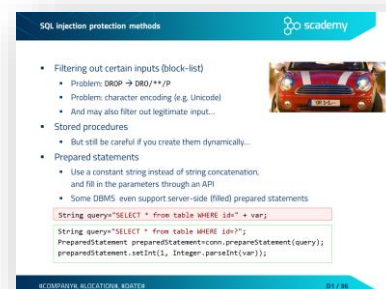 SQL injection protection methods
scademy
Filtering out certain inputs (block-list)
Problem: DROP → DRO/**/P
Problem: character encoding (e.g. Unicode)
And may also filter out legitimate input...
Stored procedures
But still be careful if you create them dynamically...
Prepared statements
Use a constant string instead of string concatenation,
and fill in the parameters through an API
Some DBMS even support server-side (filled) prepared statements
String query="SELECT * from table WHERE id=" + var;
String query="SELECT * from table WHERE id=?";
PreparedStatement preparedStatement=conn.prepareStatement(query);
preparedStatement.setInt(1, Integer.parseInt(var));
#COMPANY#, #LOCATION#, #DATE#
D1 / 36